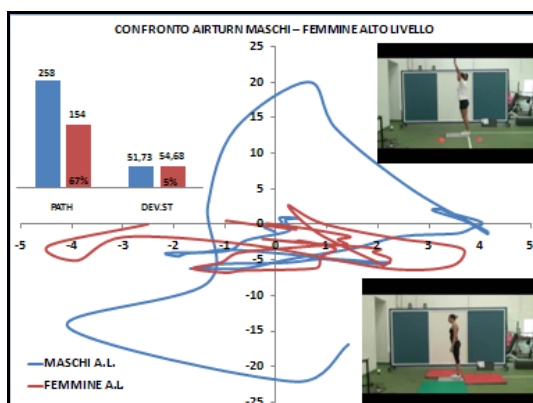 CONFRONTO AIRTURN MASCHI – FEMMINE ALTO LIVELLO
25
20
15
10
5
0
-5
-10
-15
-20
-25
-5 -4 -3 -2 -1 0 1 2 3 4 5
258
154
67%
PATH
51,73 54,68
5%
DEV.ST
MASCHI A.L.
FEMMINE A.L